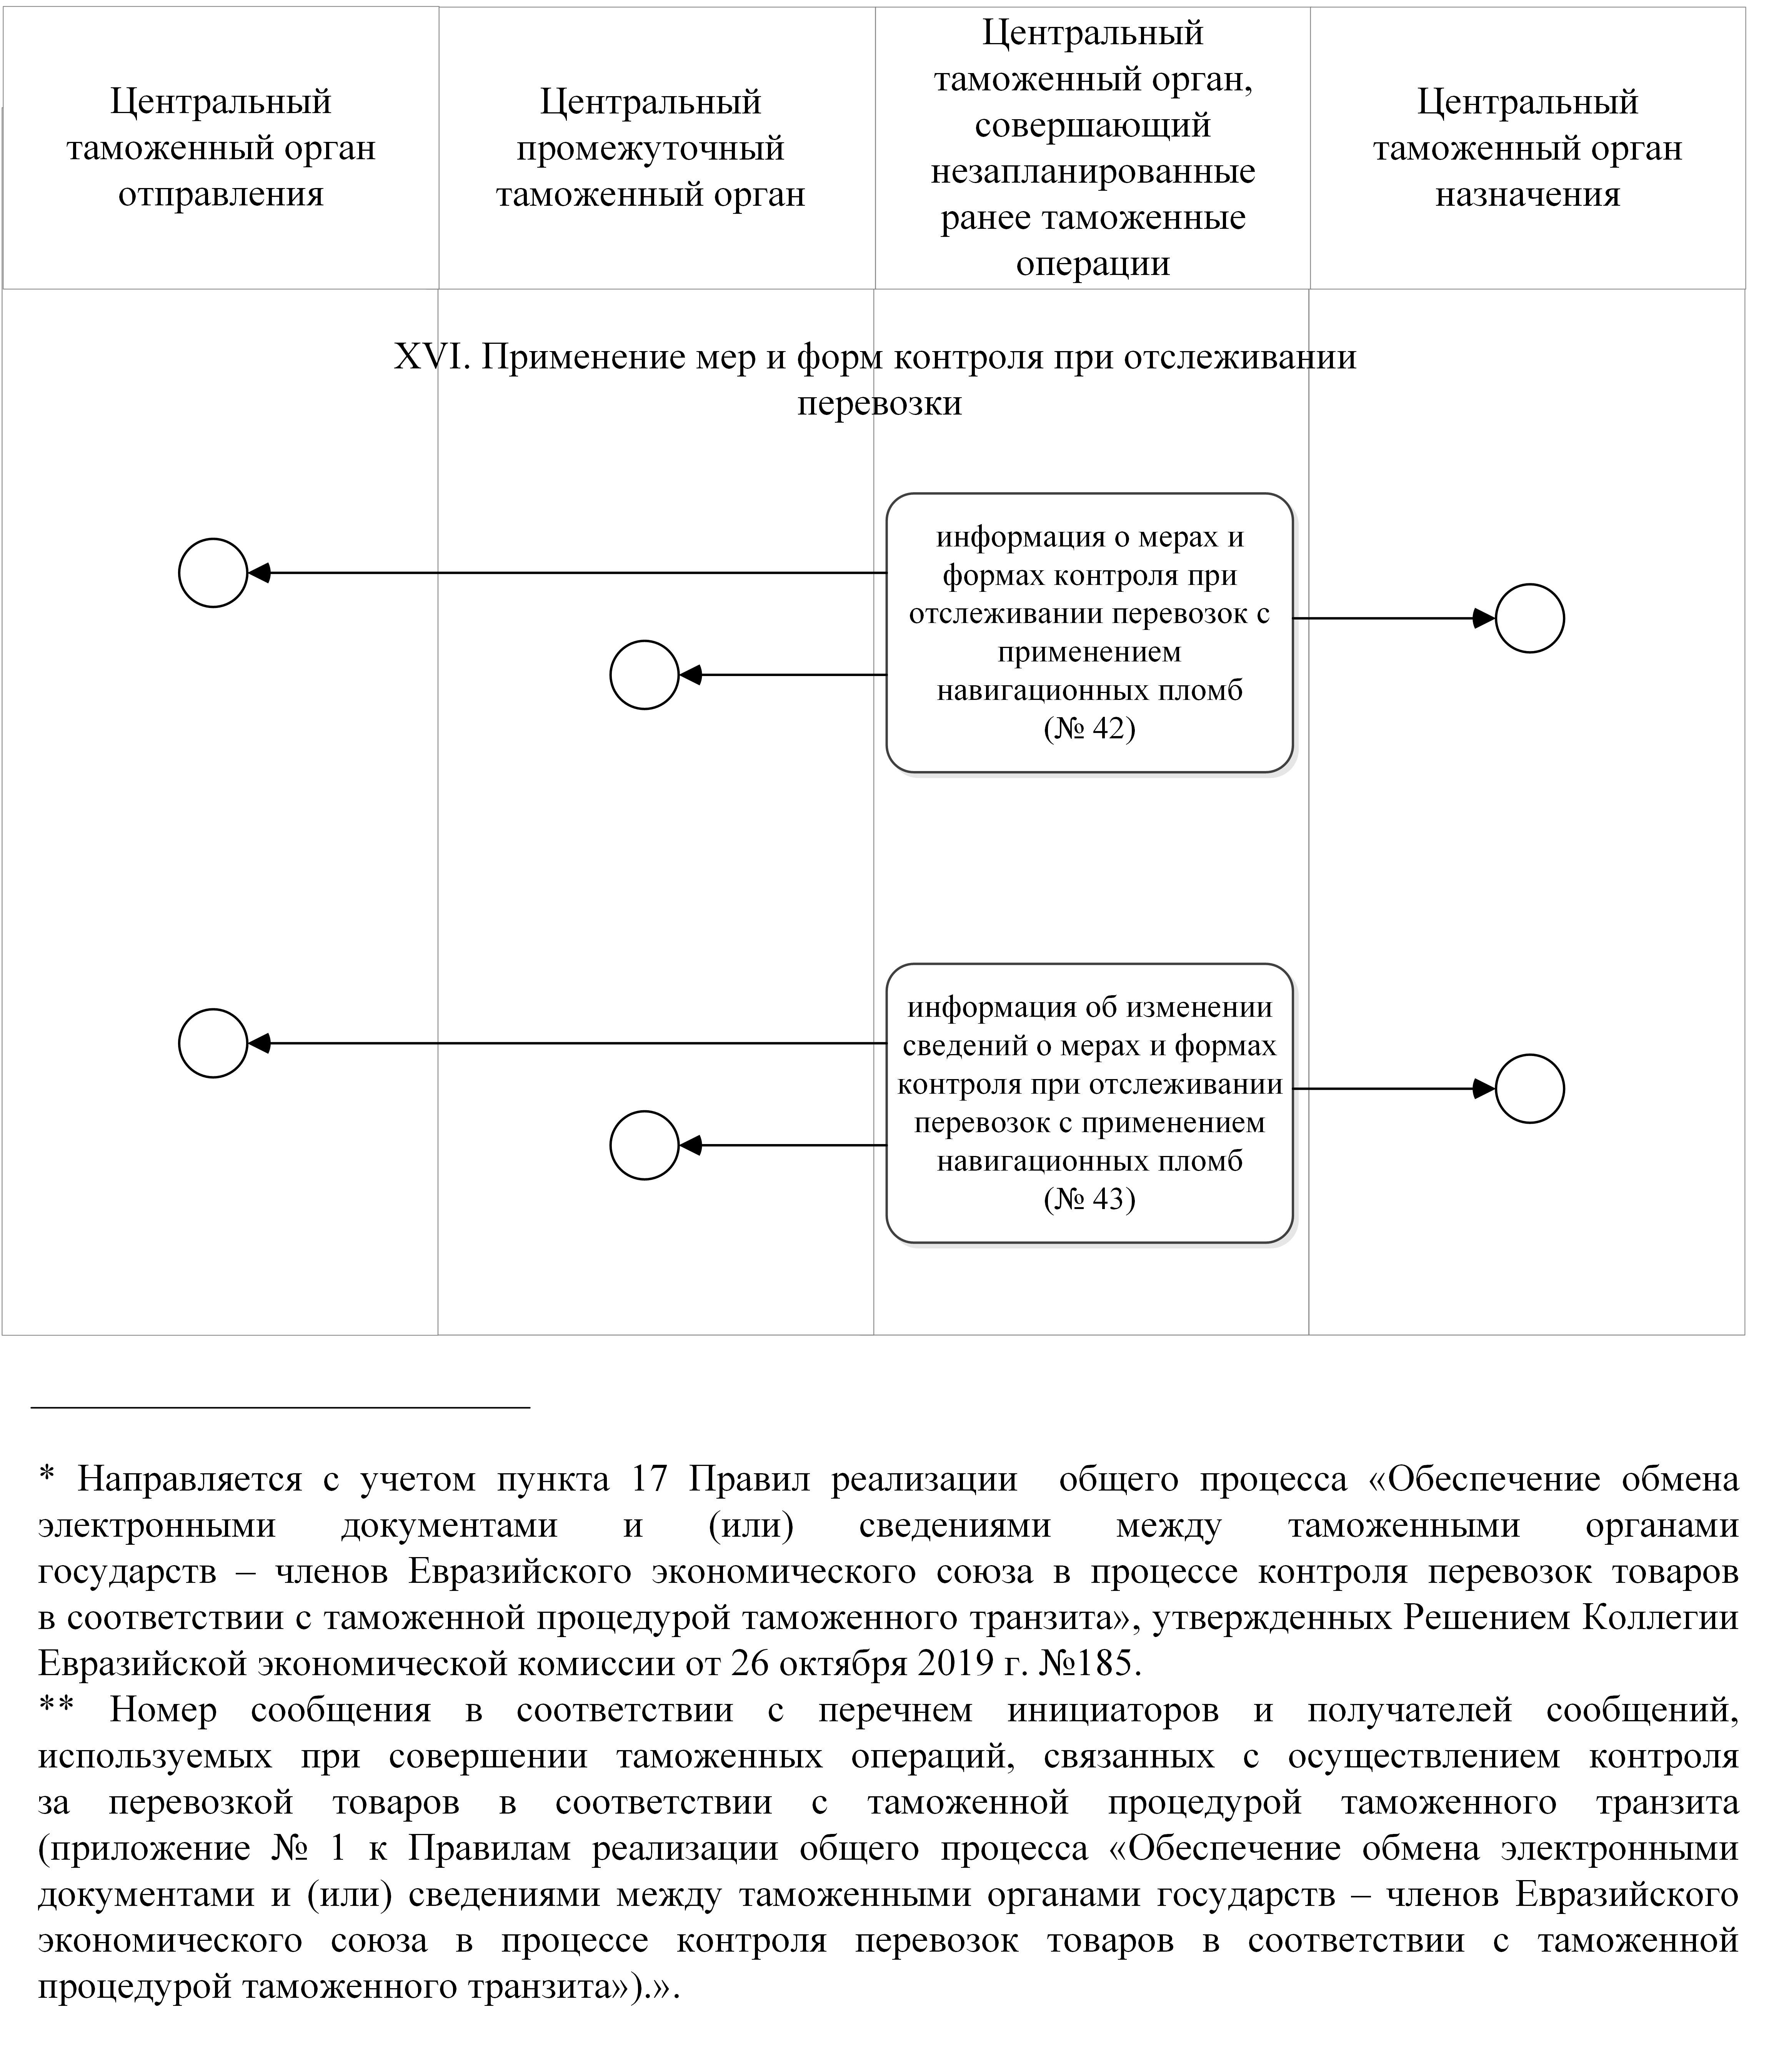 Центральный
таможенный орган
отправления
Центральный
промежуточный
таможенный орган
Центральный
таможенный орган,
совершающий
незапланированные
ранее таможенные
операции
Центральный
таможенный орган
назначения
XVI. Применение мер и форм контроля при отслеживании
перевозки
информация о мерах и
формах контроля при
отслеживании перевозок с
применением
навигационных пломб
(№ 42)
информация об изменении
сведений о мерах и формах
контроля при отслеживании
перевозок с применением
навигационных пломб
(№ 43)
* Направляется с учетом пункта 17 Правил реализации общего процесса «Обеспечение обмена
электронными документами и (или) сведениями между таможенными органами
государств – членов Евразийского экономического союза в процессе контроля перевозок товаров
в соответствии с таможенной процедурой таможенного транзита», утвержденных Решением Коллегии
Евразийской экономической комиссии от 26 октября 2019 г. №185.
** Номер сообщения в соответствии с перечнем инициаторов и получателей сообщений,
используемых при совершении таможенных операций, связанных с осуществлением контроля
за перевозкой товаров в соответствии с таможенной процедурой таможенного транзита
(приложение № 1 к Правилам реализации общего процесса «Обеспечение обмена электронными
документами и (или) сведениями между таможенными органами государств – членов Евразийского
экономического союза в процессе контроля перевозок товаров в соответствии с таможенной
процедурой таможенного транзита»).».